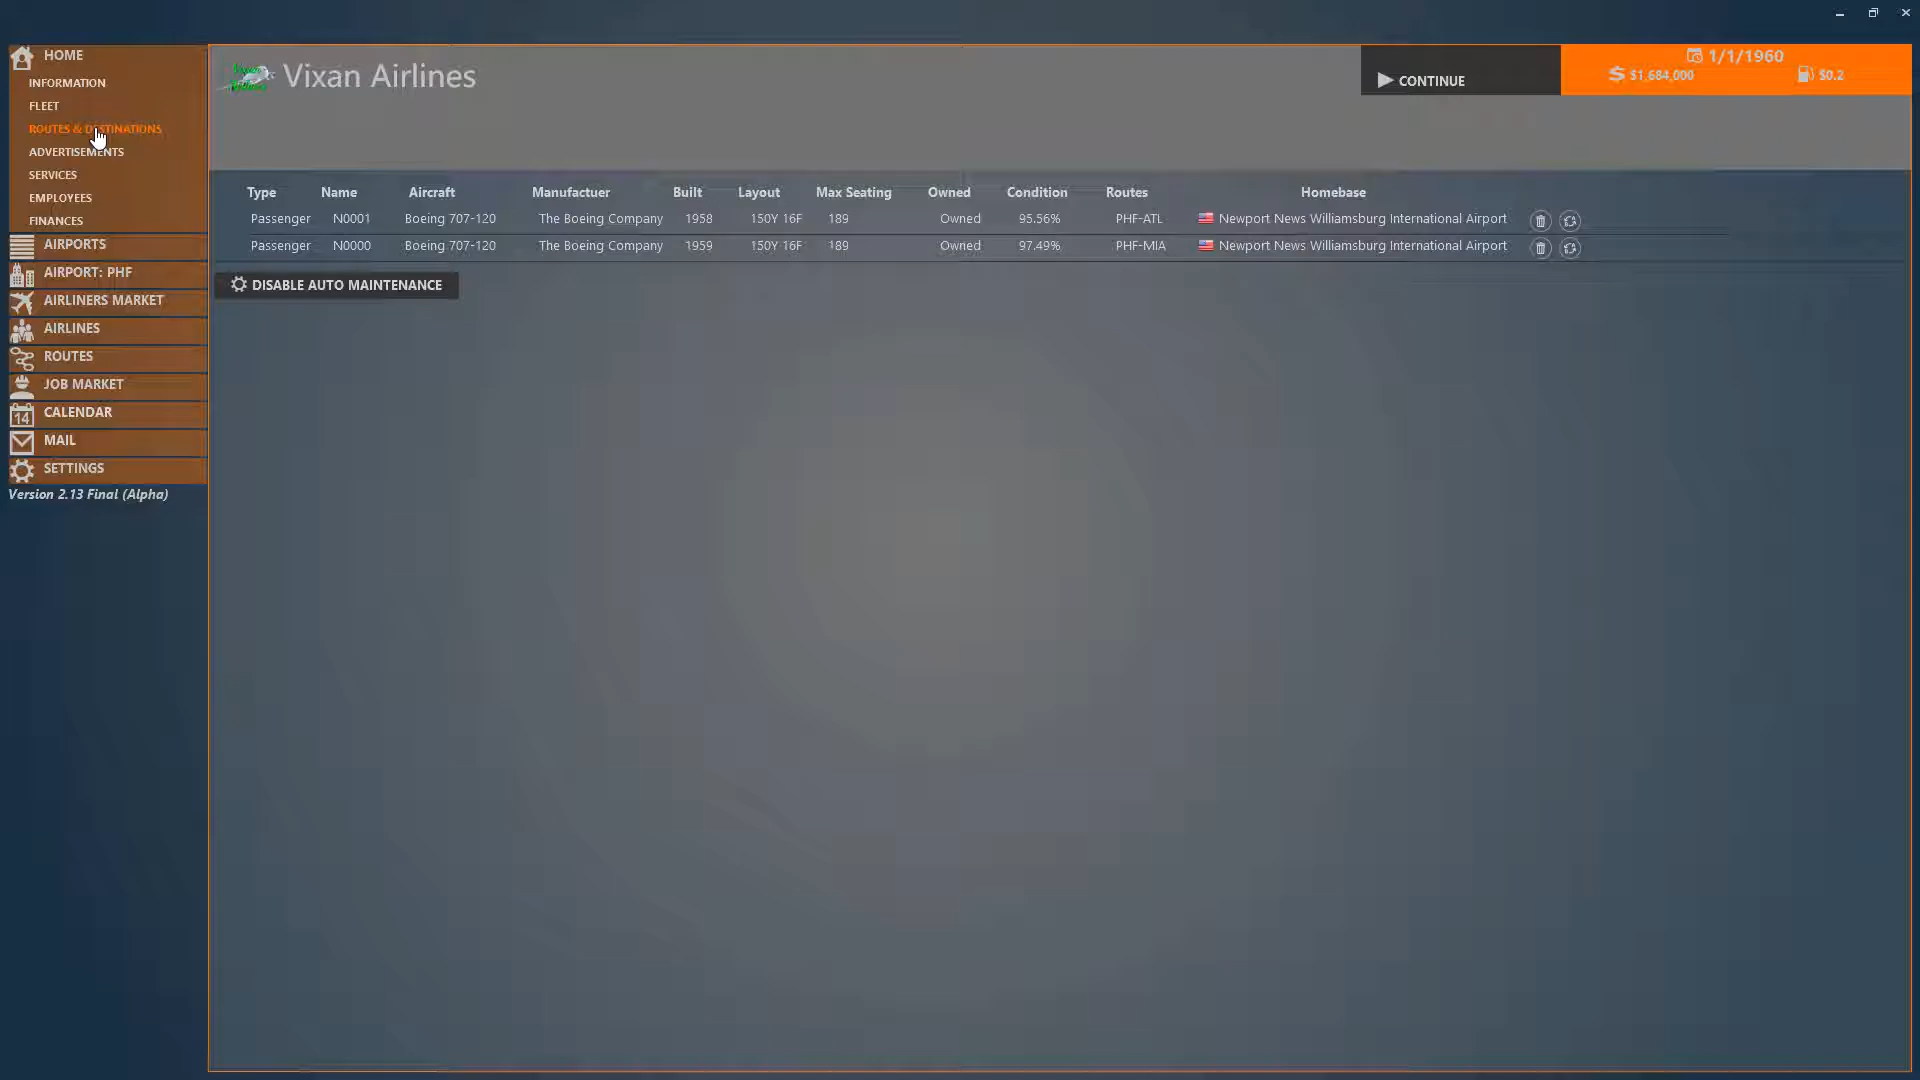 HOME
INFORMATION
FLEET
ROUTES & DESTINATIONS
ADVERTISEMENTS
SERVICES
EMPLOYEES
FINANCES
AIRPORTS
AIRPORT: PHF
AIRLINERS MARKET
AIRLINES
ROUTES
JOB MARKET
14 CALENDAR
MAIL
SETTINGS
Version 2.13 Final (Alpha)
Vixan Airlines
CONTINUE
1/1/1960
$ $1,684,000 $0.2
Type Name Aircraft Manufactuer Built Layout Max Seating Owned Condition Routes Homebase
Passenger N0001 Boeing 707-120 The Boeing Company 1958 150Y 16F 189 Owned 95.56% PHF-ATL Newport News Williamsburg International Airport
Passenger N0000 Boeing 707-120 The Boeing Company 1959 150Y 16F 189 Owned 97.49% PHF-MIA Newport News Williamsburg International Airport
DISABLE AUTO MAINTENANCE